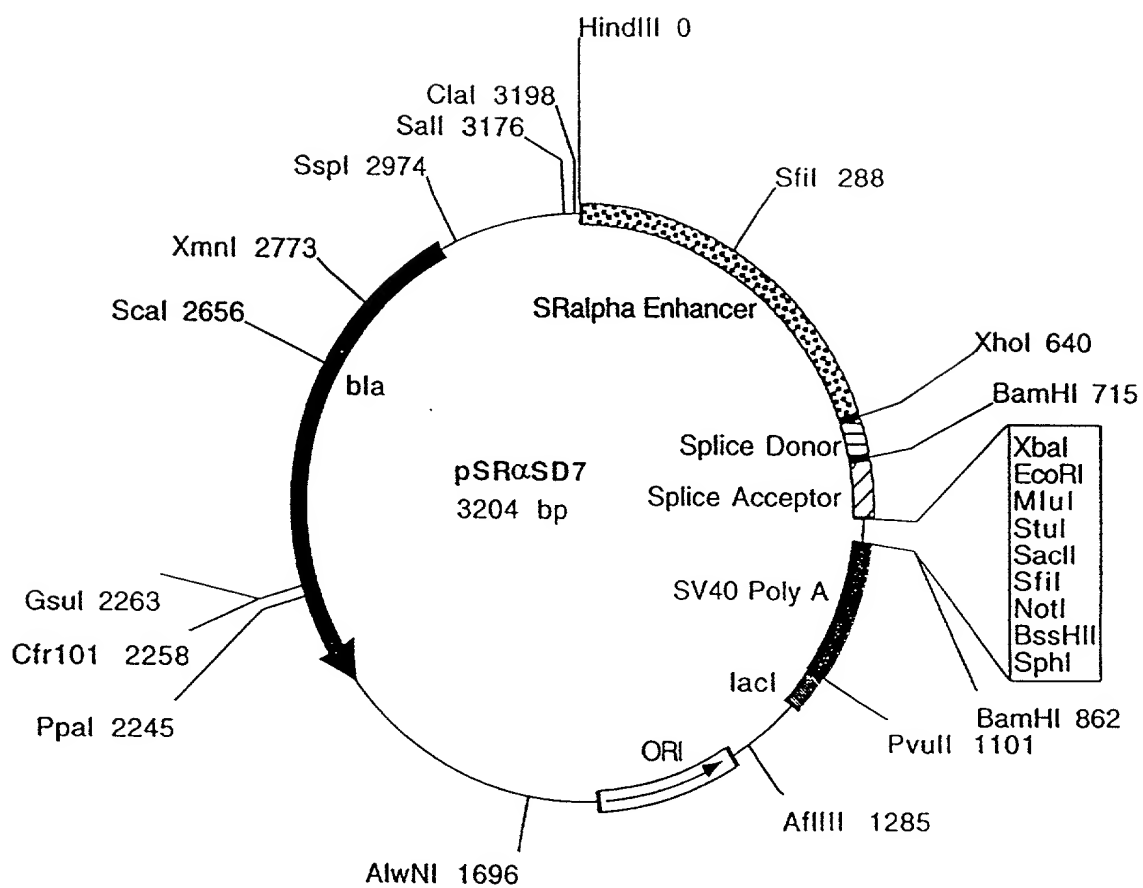 HindIII 0
ClaI 3198
SalI 3176
SspI 2974
SfiI 288
XmnI 2773
ScaI 2656
SRalpha Enhancer
XhoI 640
bla
BamHI 715
Splice Donor
XbaI
pSRαSD7
EcoRI
Splice Acceptor
MluI
3204 bp
StuI
SacII
SfiI
SV40 Poly A
GsuI 2263
NotI
BssHII
Cfr101 2258
SphI
lacI
BamHI 862
PpaI 2245
PvuII 1101
ORI
AflIII 1285
AlwNI 1696